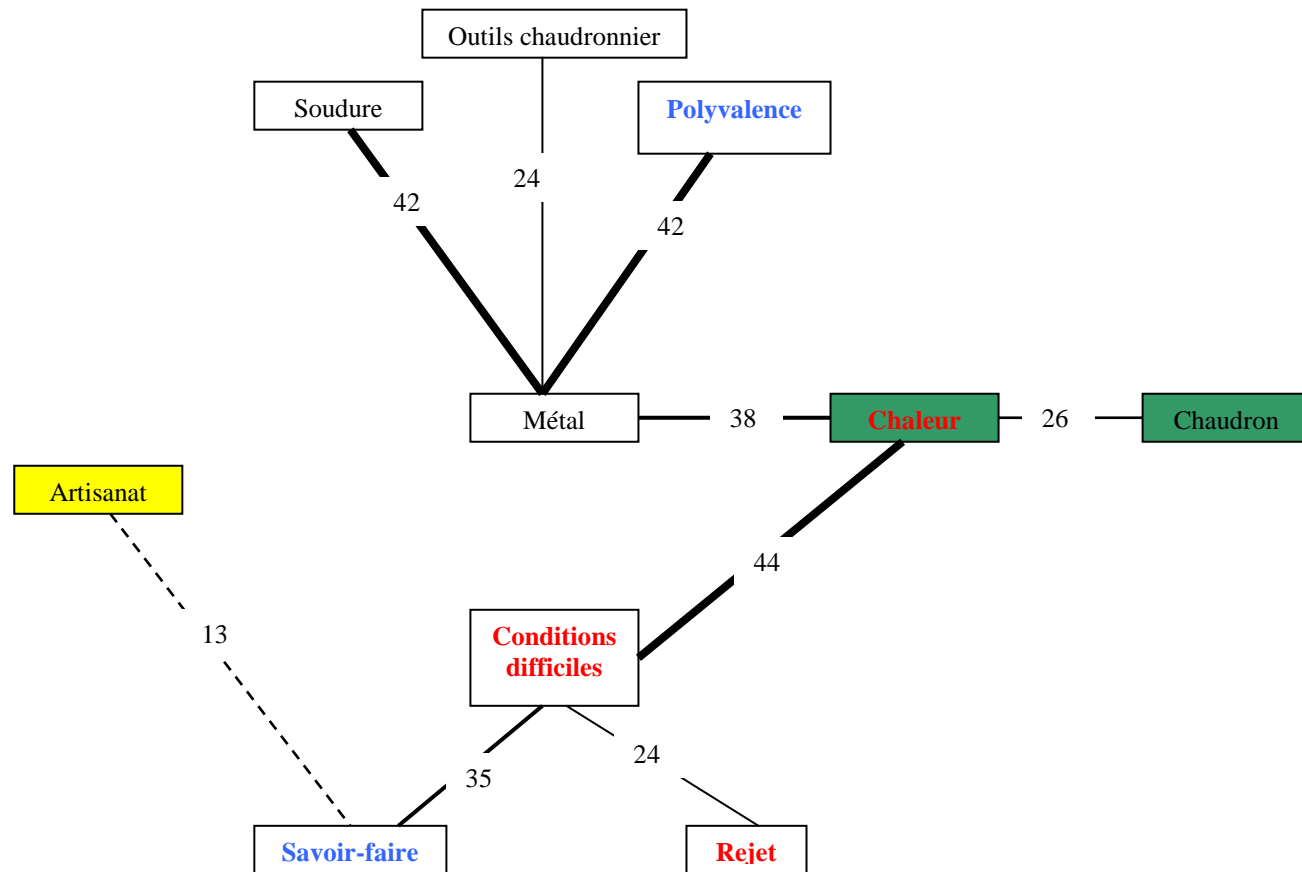 Outils chaudronnier
Soudure
Polyvalence
24
42
42
Métal
38
Chaleur
26
Chaudron
Artisanat
44
13
Conditions
difficiles
24
35
Savoir-faire
Rejet